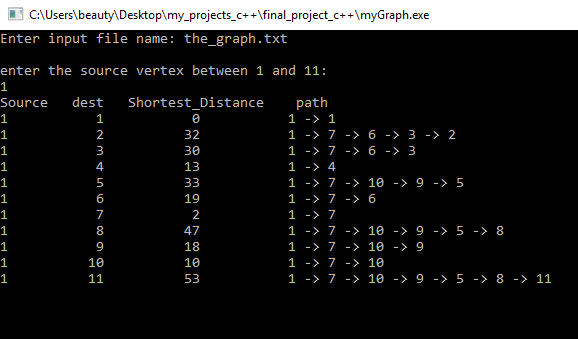 C:\Users\beauty\Desktop\my_projects_c++\final_project_c++\myGraph.exe
Enter input file name: the_graph.txt
enter the source vertex between 1 and 11:
1
Source dest Shortest_Distance path
1 1 0 1 -> 1
1 2 32 1 -> 7 -> 6 -> 3 -> 2
1 3 30 1 -> 7 -> 6 -> 3
1 4 13 1 -> 4
1 5 33 1 -> 7 -> 10 -> 9 -> 5
1 6 19 1 -> 7 -> 6
1 7 2 1 -> 7
1 8 47 1 -> 7 -> 10 -> 9 -> 5 -> 8
1 9 18 1 -> 7 -> 10 -> 9
1 10 10 1 -> 7 -> 10
1 11 53 1 -> 7 -> 10 -> 9 -> 5 -> 8 -> 11